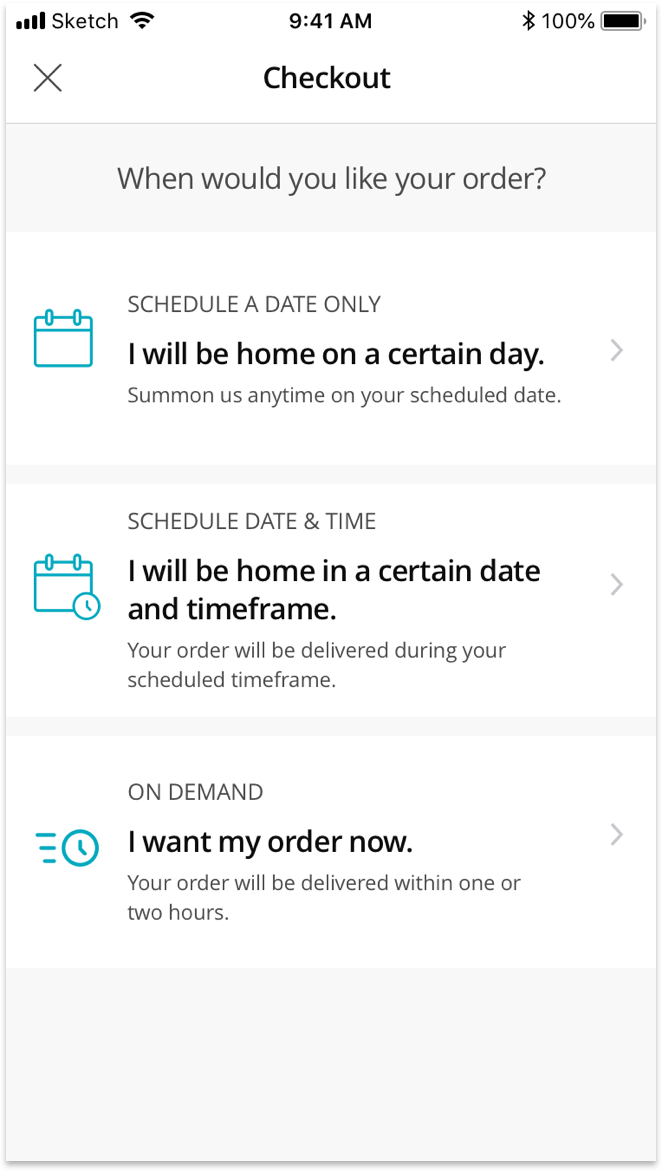 Sketch 9:41 AM 100%
Checkout
When would you like your order?
SCHEDULE A DATE ONLY
I will be home on a certain day.
Summon us anytime on your scheduled date.
SCHEDULE DATE & TIME
I will be home in a certain date
and timeframe.
Your order will be delivered during your
scheduled timeframe.
ON DEMAND
I want my order now.
Your order will be delivered within one or
two hours.